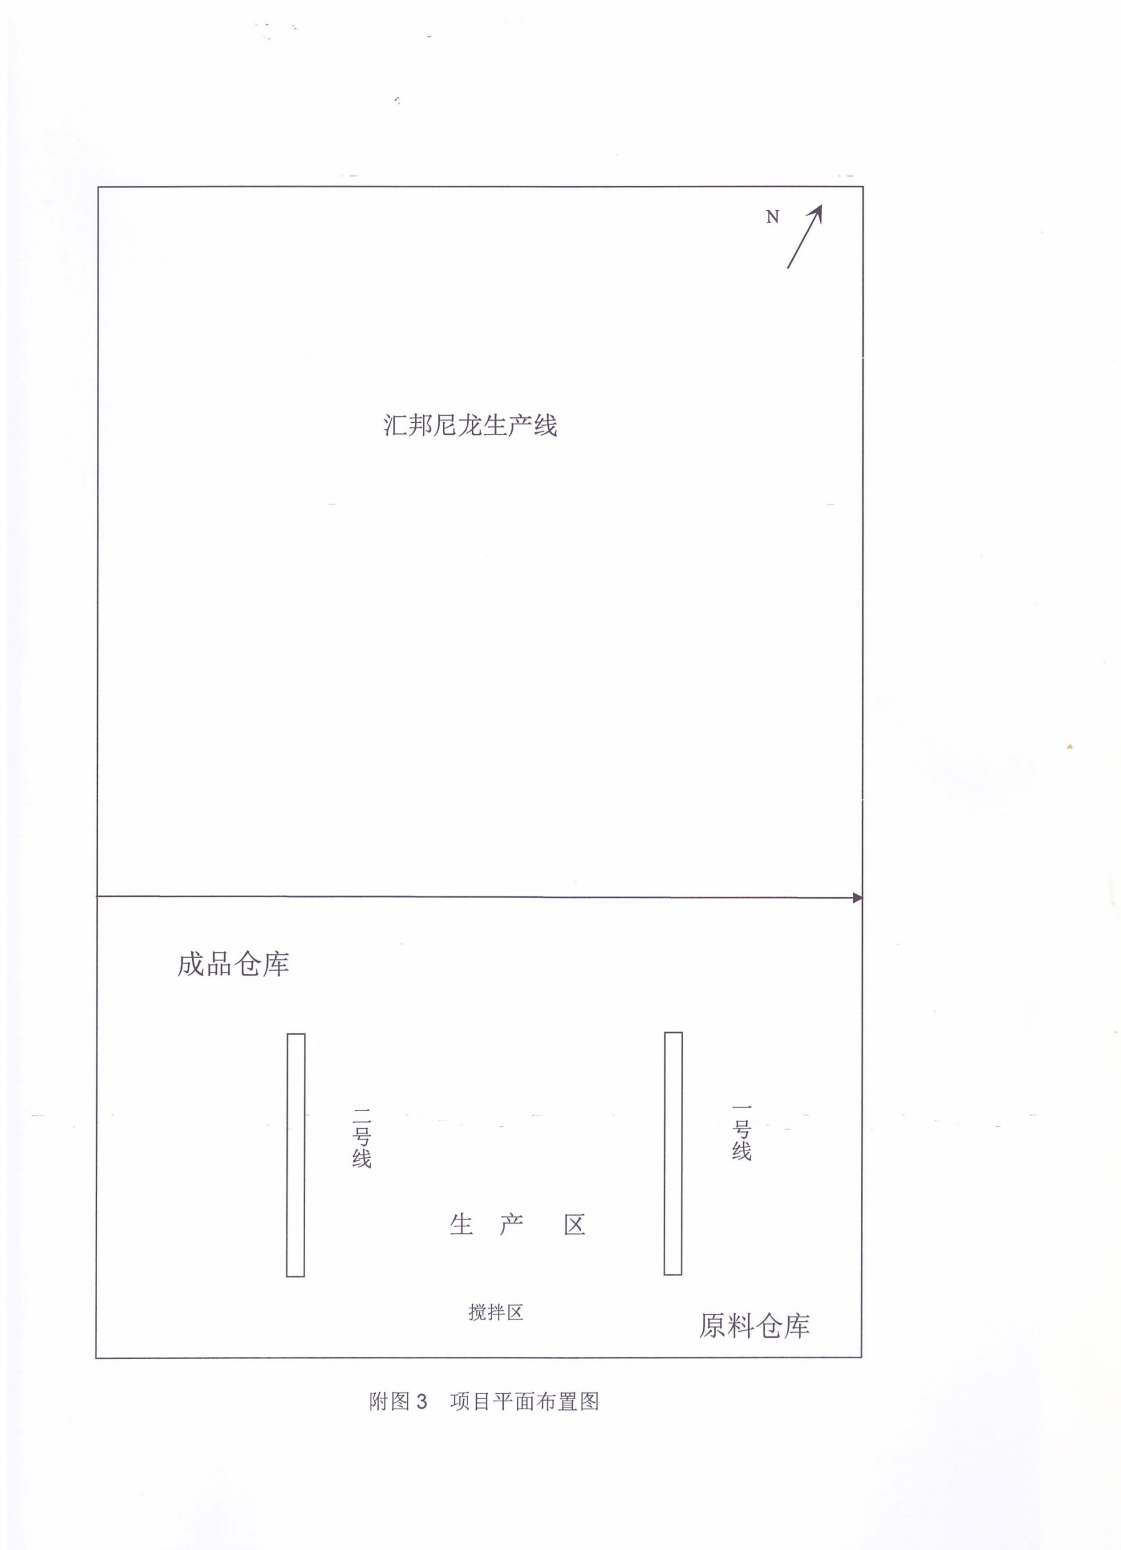 N
汇邦尼龙生产线
成品仓库
二号线
一号线
生 产 区
搅拌区
原料仓库
附图 3 项目平面布置图